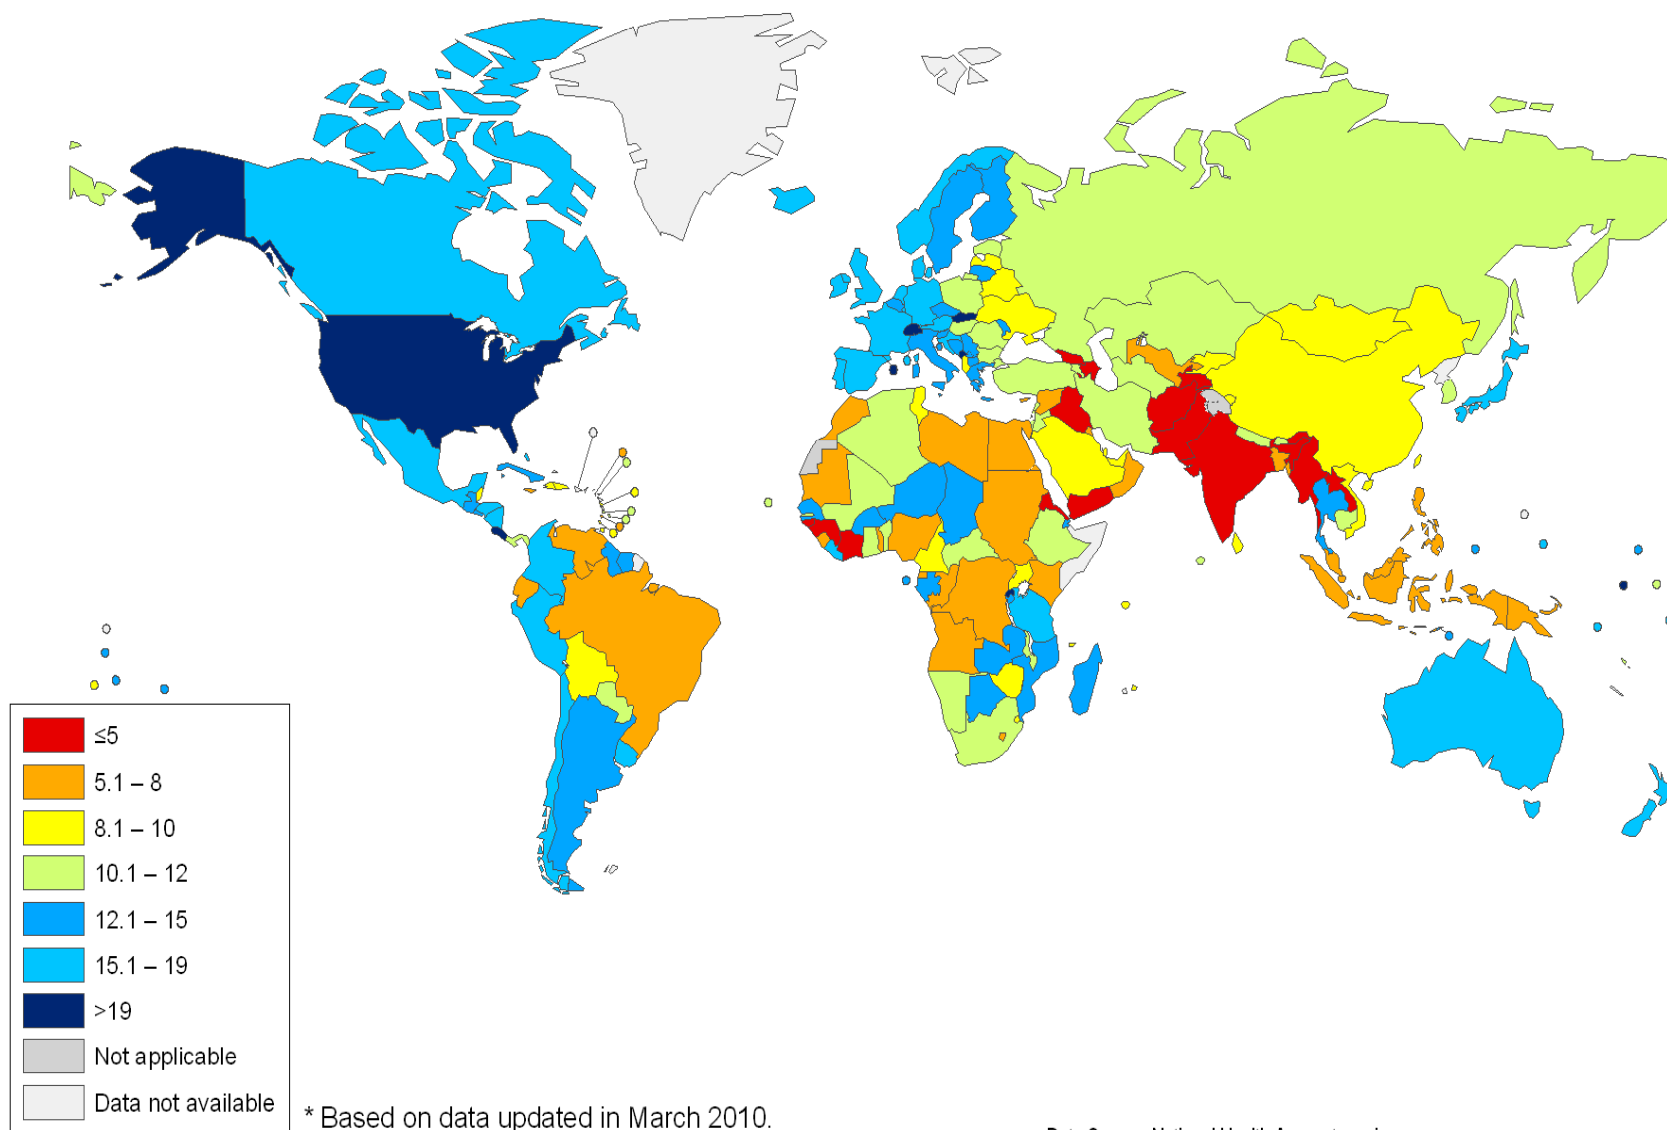 ≤5
5.1 – 8
8.1 – 10
10.1 – 12
12.1 – 15
15.1 – 19
>19
Not applicable
Data not available
* Based on data updated in March 2010.